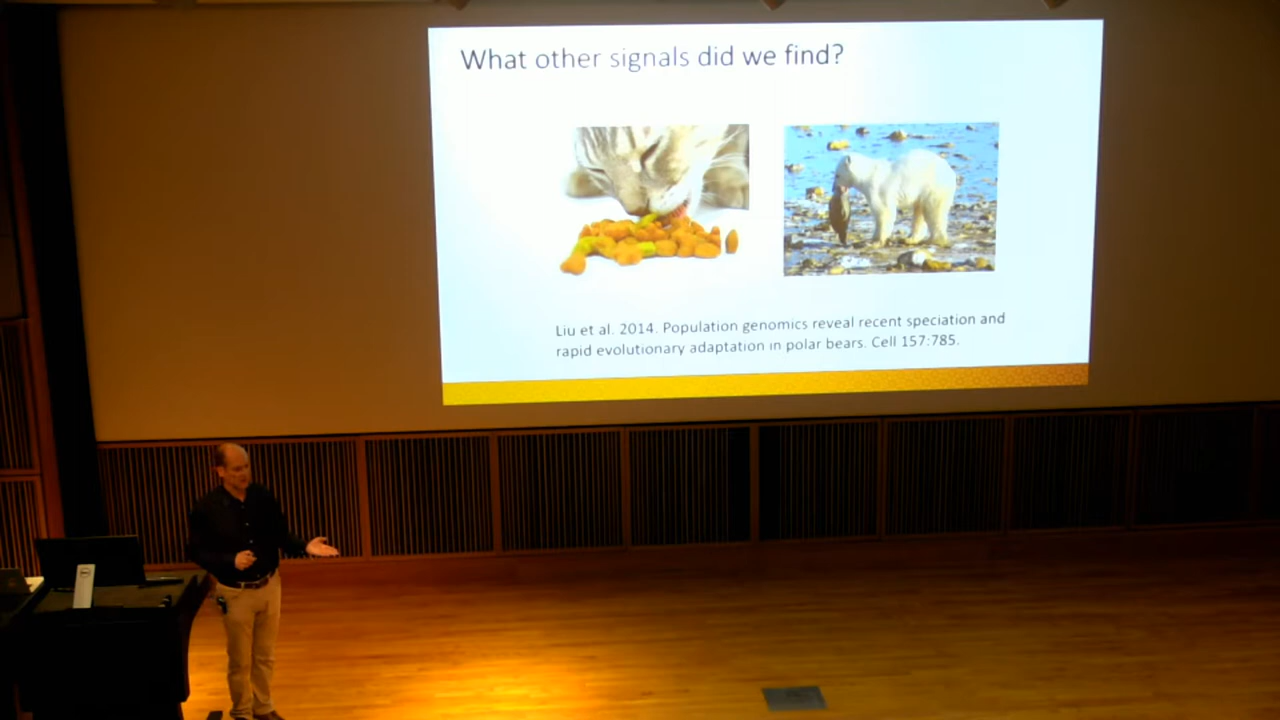 What other signals did we find?
Liu et al. 2014. Population genomics reveal recent speciation and
rapid evolutionary adaptation in polar bears. Cell 157:785.